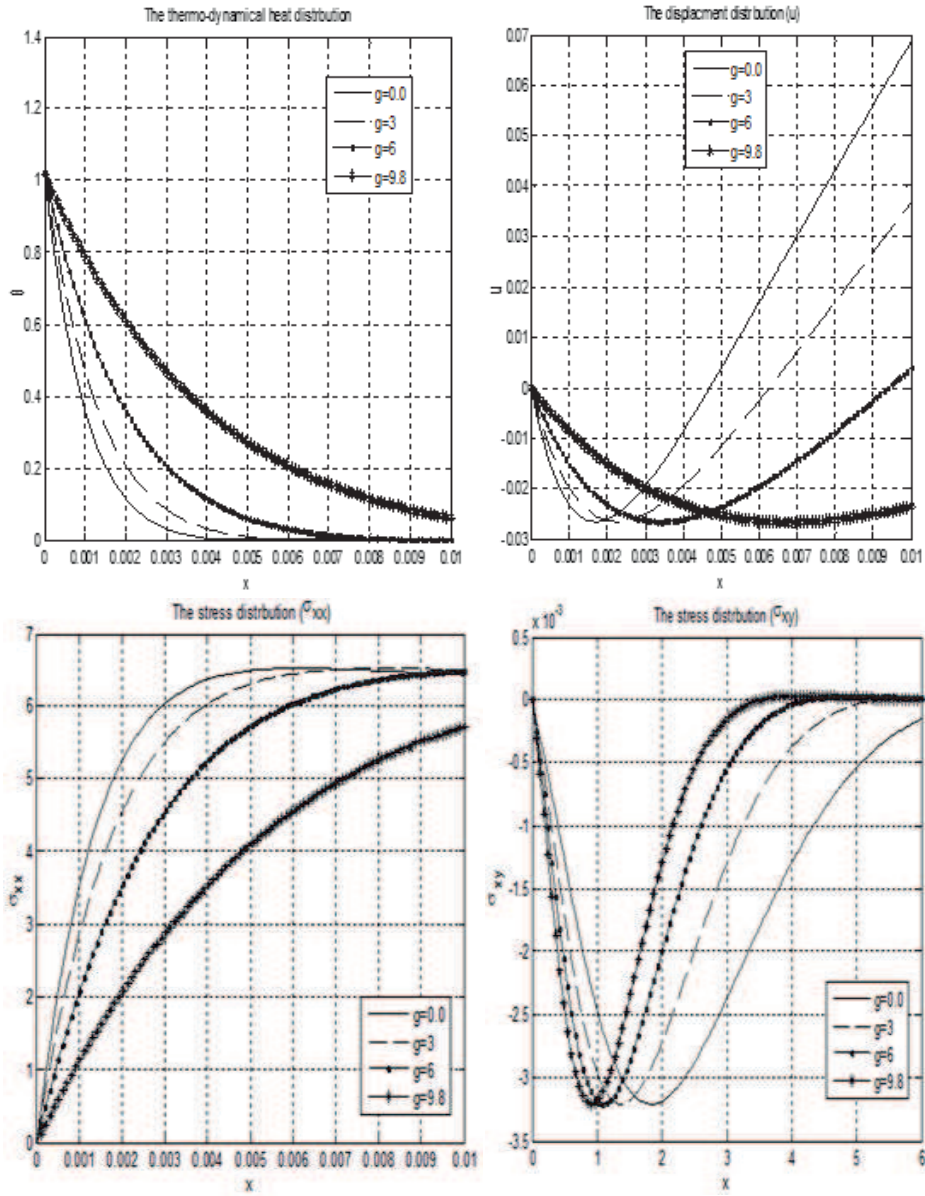 The thermo-dynamical heat distrbution
1.4
1.2
1
0.8
0.6
0.4
0.2
0
θ
g=0.0
g=3
g=6
g=9.8
0 0.001 0.002 0.003 0.004 0.005 0.006 0.007 0.008 0.009 0.01
x
The displacment distrbution (u)
0.07
0.06
0.05
0.04
0.03
0.02
0.01
0
-0.01
-0.02
-0.03
u
g=0.0
g=3
g=6
g=9.8
0 0.001 0.002 0.003 0.004 0.005 0.006 0.007 0.008 0.009 0.01
x
The stress distrbution (σxx)
7
6
5
4
3
2
1
0
σxx
g=0.0
g=3
g=6
g=9.8
0 0.001 0.002 0.003 0.004 0.005 0.006 0.007 0.008 0.009 0.01
x
x 10-3
The stress distrbution (σxy)
0.5
0
-0.5
-1
-1.5
-2
-2.5
-3
-3.5
σxy
g=0.0
g=3
g=6
g=9.8
0 1 2 3 4 5 6
x